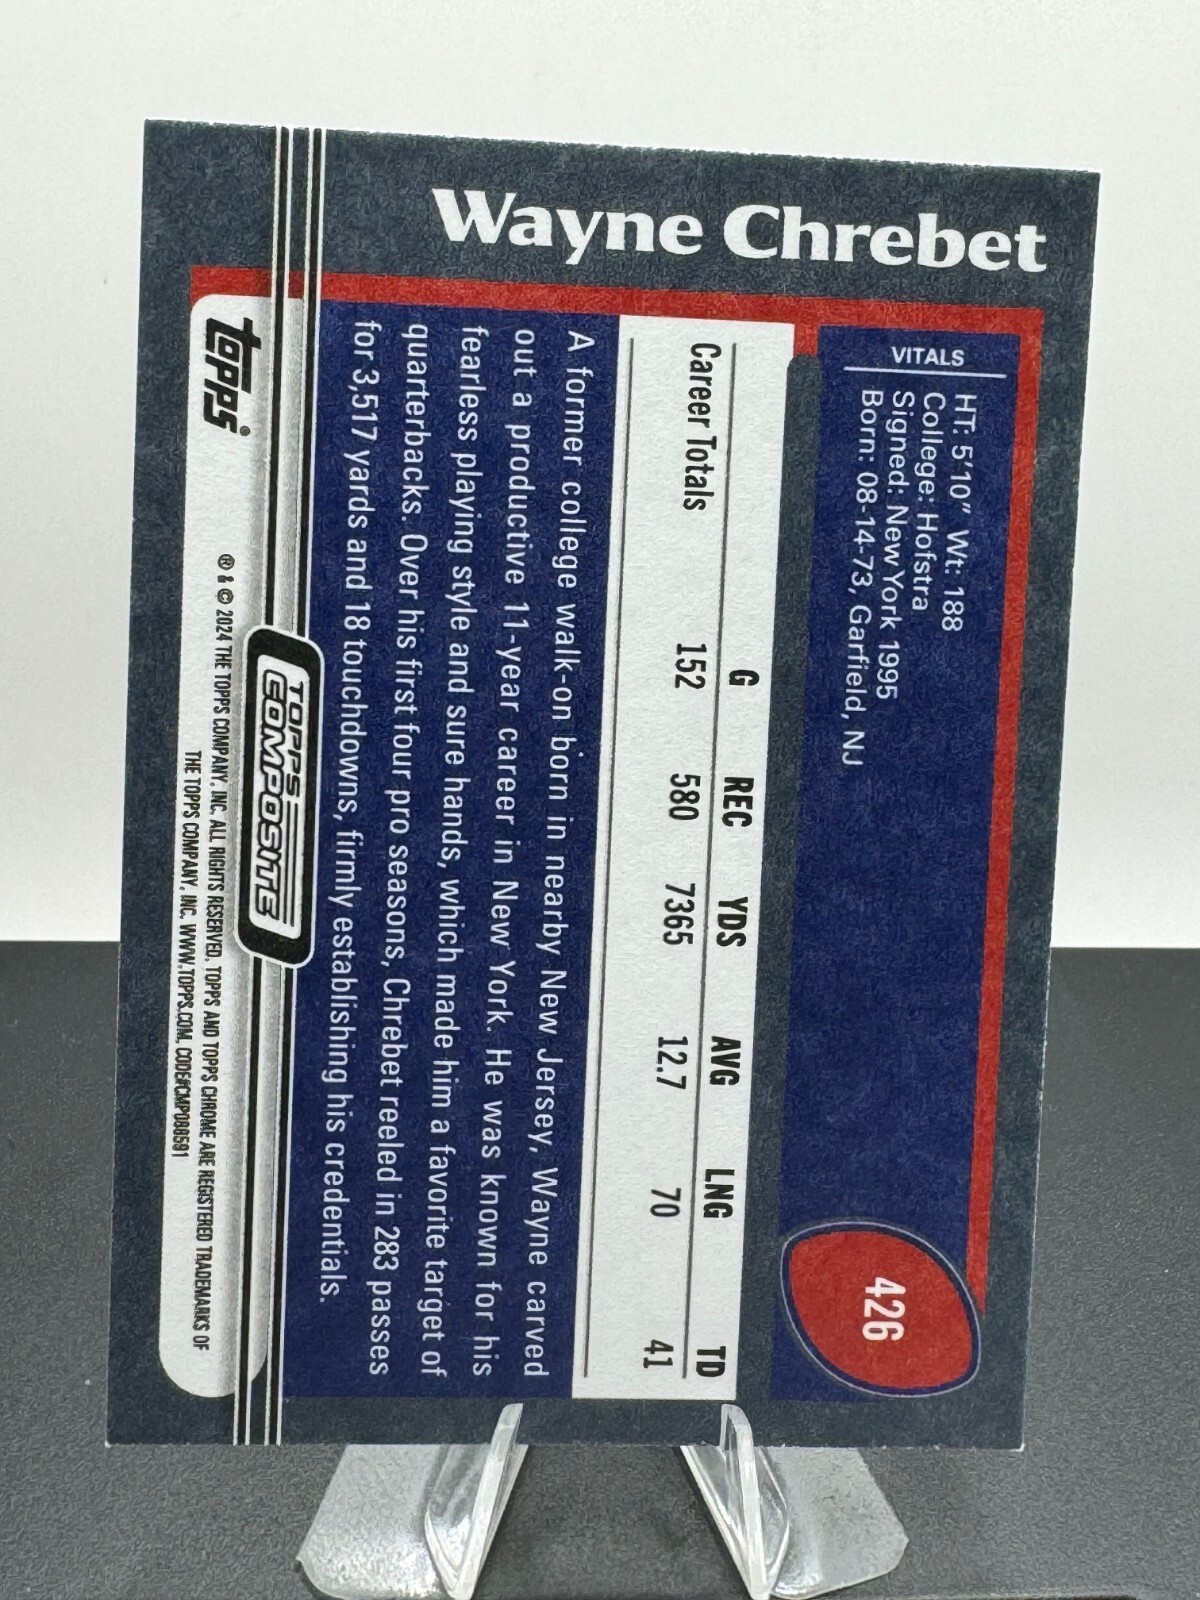 Wayne Chrebet
VITALS
HT: 5'10" Wt: 188
College: Hofstra
Signed: New York 1995
Born: 08-14-73, Garfield, NJ
426
G REC YDS AVG LNG TD
Career Totals 152 580 7365 12.7 70 41
A former college walk-on born in nearby New Jersey, Wayne carved
out a productive 11-year career in New York. He was known for his
fearless playing style and sure hands, which made him a favorite target of
quarterbacks. Over his first four pro seasons, Chrebet reeled in 283 passes
for 3,517 yards and 18 touchdowns, firmly establishing his credentials.
TOPPS
COMPOSITE
topps®
® & © 2024 THE TOPPS COMPANY, INC. ALL RIGHTS RESERVED. TOPPS AND TOPPS CHROME ARE REGISTERED TRADEMARKS OF
THE TOPPS COMPANY, INC. WWW.TOPPS.COM. CODE#CMP088591